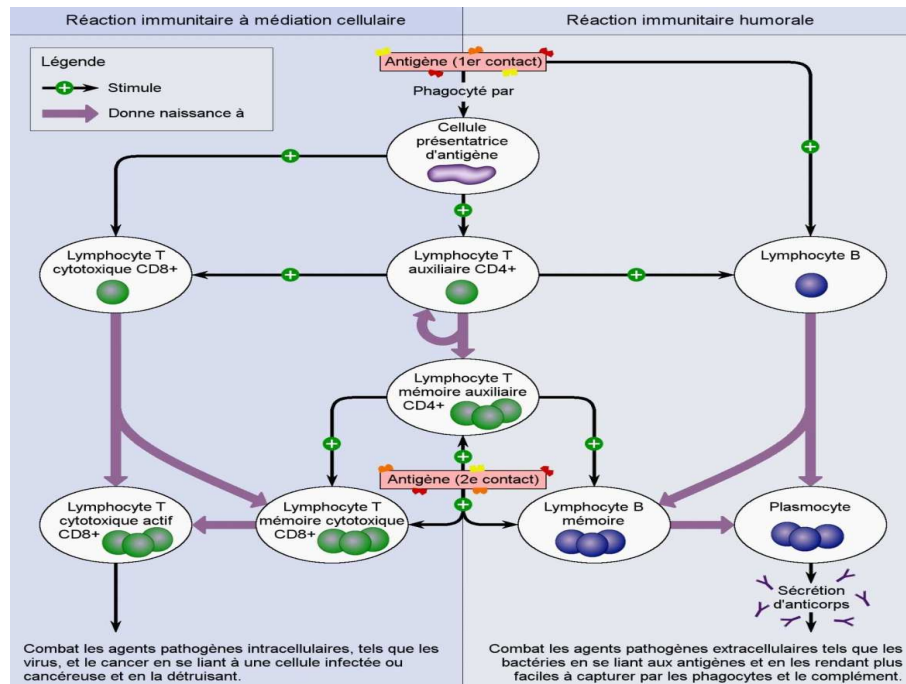 Réaction immunitaire à médiation cellulaire
Réaction immunitaire humorale
Légende
Stimule
Donne naissance à
Antigène (1er contact)
Phagocyté par
Cellule
présentatrice
d'antigène
Lymphocyte T
cytotoxique CD8+
Lymphocyte T
auxiliaire CD4+
Lymphocyte B
Lymphocyte T
mémoire auxiliaire
CD4+
Antigène (2e contact)
Lymphocyte T
cytotoxique actif
CD8+
Lymphocyte T
mémoire cytotoxique
CD8+
Lymphocyte B
mémoire
Plasmocyte
Sécrétion
d'anticorps
Combat les agents pathogènes intracellulaires, tels que les
virus, et le cancer en se liant à une cellule infectée ou
cancéreuse et en la détruisant.
Combat les agents pathogènes extracellulaires tels que les
bactéries en se liant aux antigènes et en les rendant plus
faciles à capturer par les phagocytes et le complément.